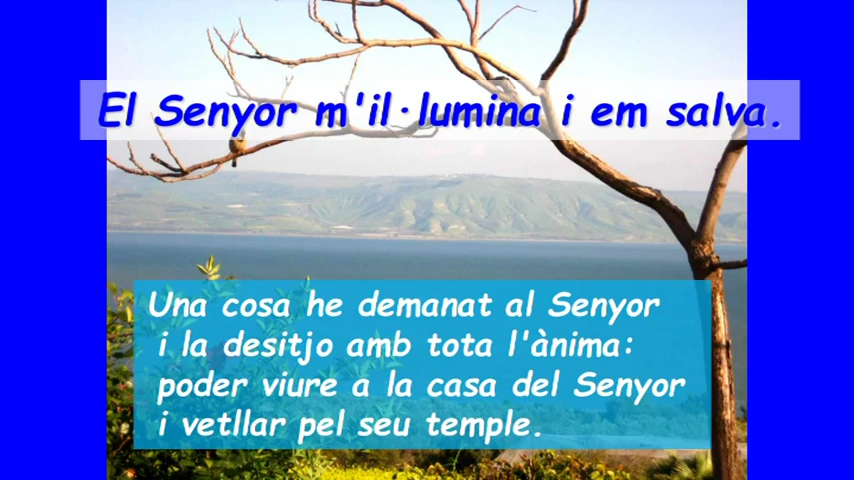 El Senyor m'il·lumina i em salva.
Una cosa he demanat al Senyor
i la desitjo amb tota l'ànima:
poder viure a la casa del Senyor
i vetllar pel seu temple.